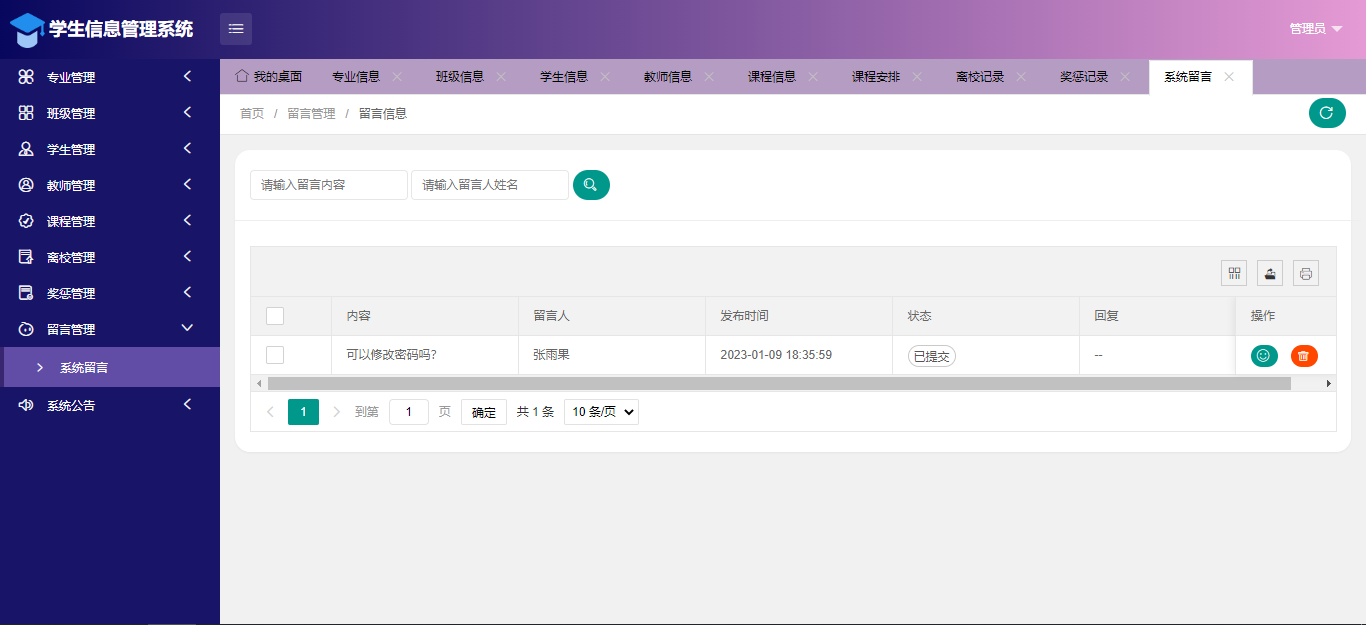 学生信息管理系统
管理员
专业管理
班级管理
学生管理
教师管理
课程管理
离校管理
奖惩管理
留言管理
系统留言
系统公告
我的桌面 专业信息 班级信息 学生信息 教师信息 课程信息 课程安排 离校记录 奖惩记录 系统留言
首页 / 留言管理 / 留言信息
请输入留言内容 请输入留言人姓名
内容 留言人 发布时间 状态 回复 操作
可以修改密码吗? 张雨果 2023-01-09 18:35:59 已提交 --
1 到第 1 页 确定 共 1 条 10 条/页